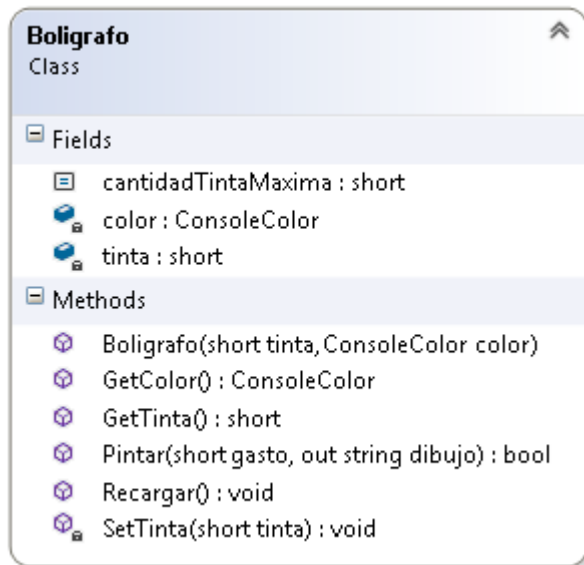 Boligrafo
Class
Fields
cantidadTintaMaxima : short
color : ConsoleColor
tinta : short
Methods
Boligrafo(short tinta,ConsoleColor color)
GetColor() : ConsoleColor
GetTinta() : short
Pintar(short gasto, out string dibujo) : bool
Recargar() : void
SetTinta(short tinta) : void